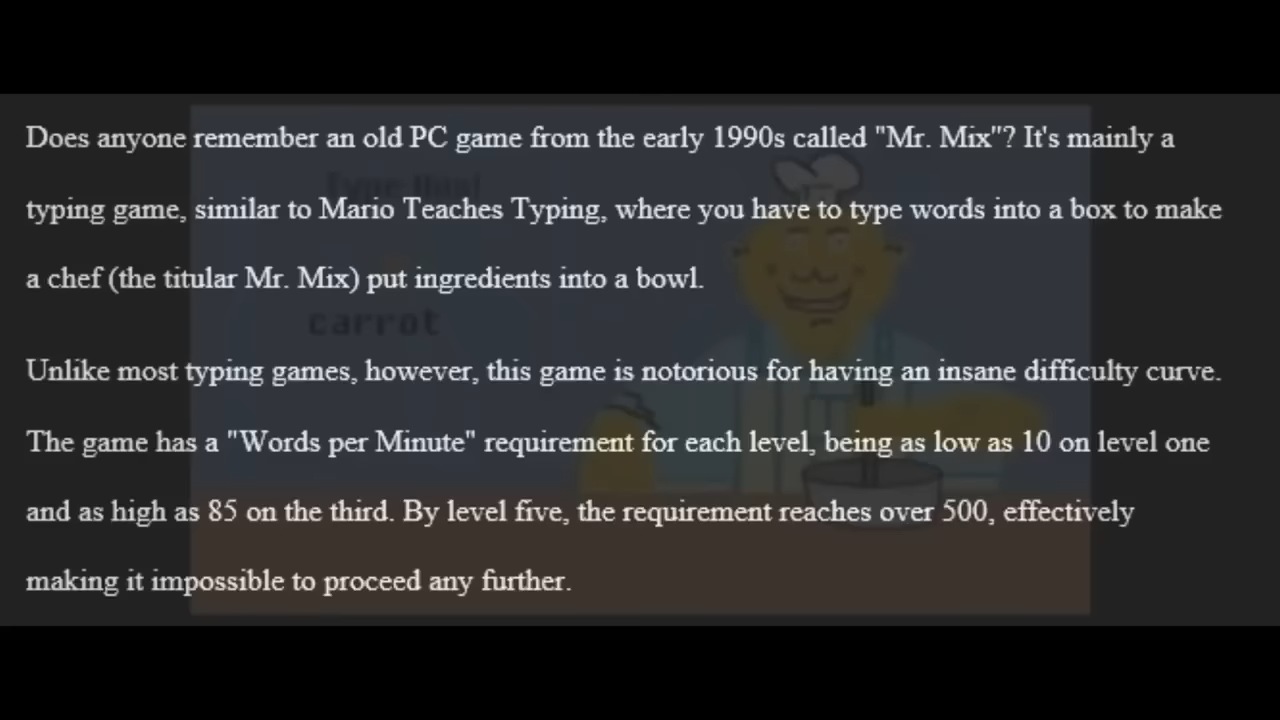 Does anyone remember an old PC game from the early 1990s called "Mr. Mix"? It's mainly a
typing game, similar to Mario Teaches Typing, where you have to type words into a box to make
a chef (the titular Mr. Mix) put ingredients into a bowl.
Unlike most typing games, however, this game is notorious for having an insane difficulty curve.
The game has a "Words per Minute" requirement for each level, being as low as 10 on level one
and as high as 85 on the third. By level five, the requirement reaches over 500, effectively
making it impossible to proceed any further.
Type this!
carrot